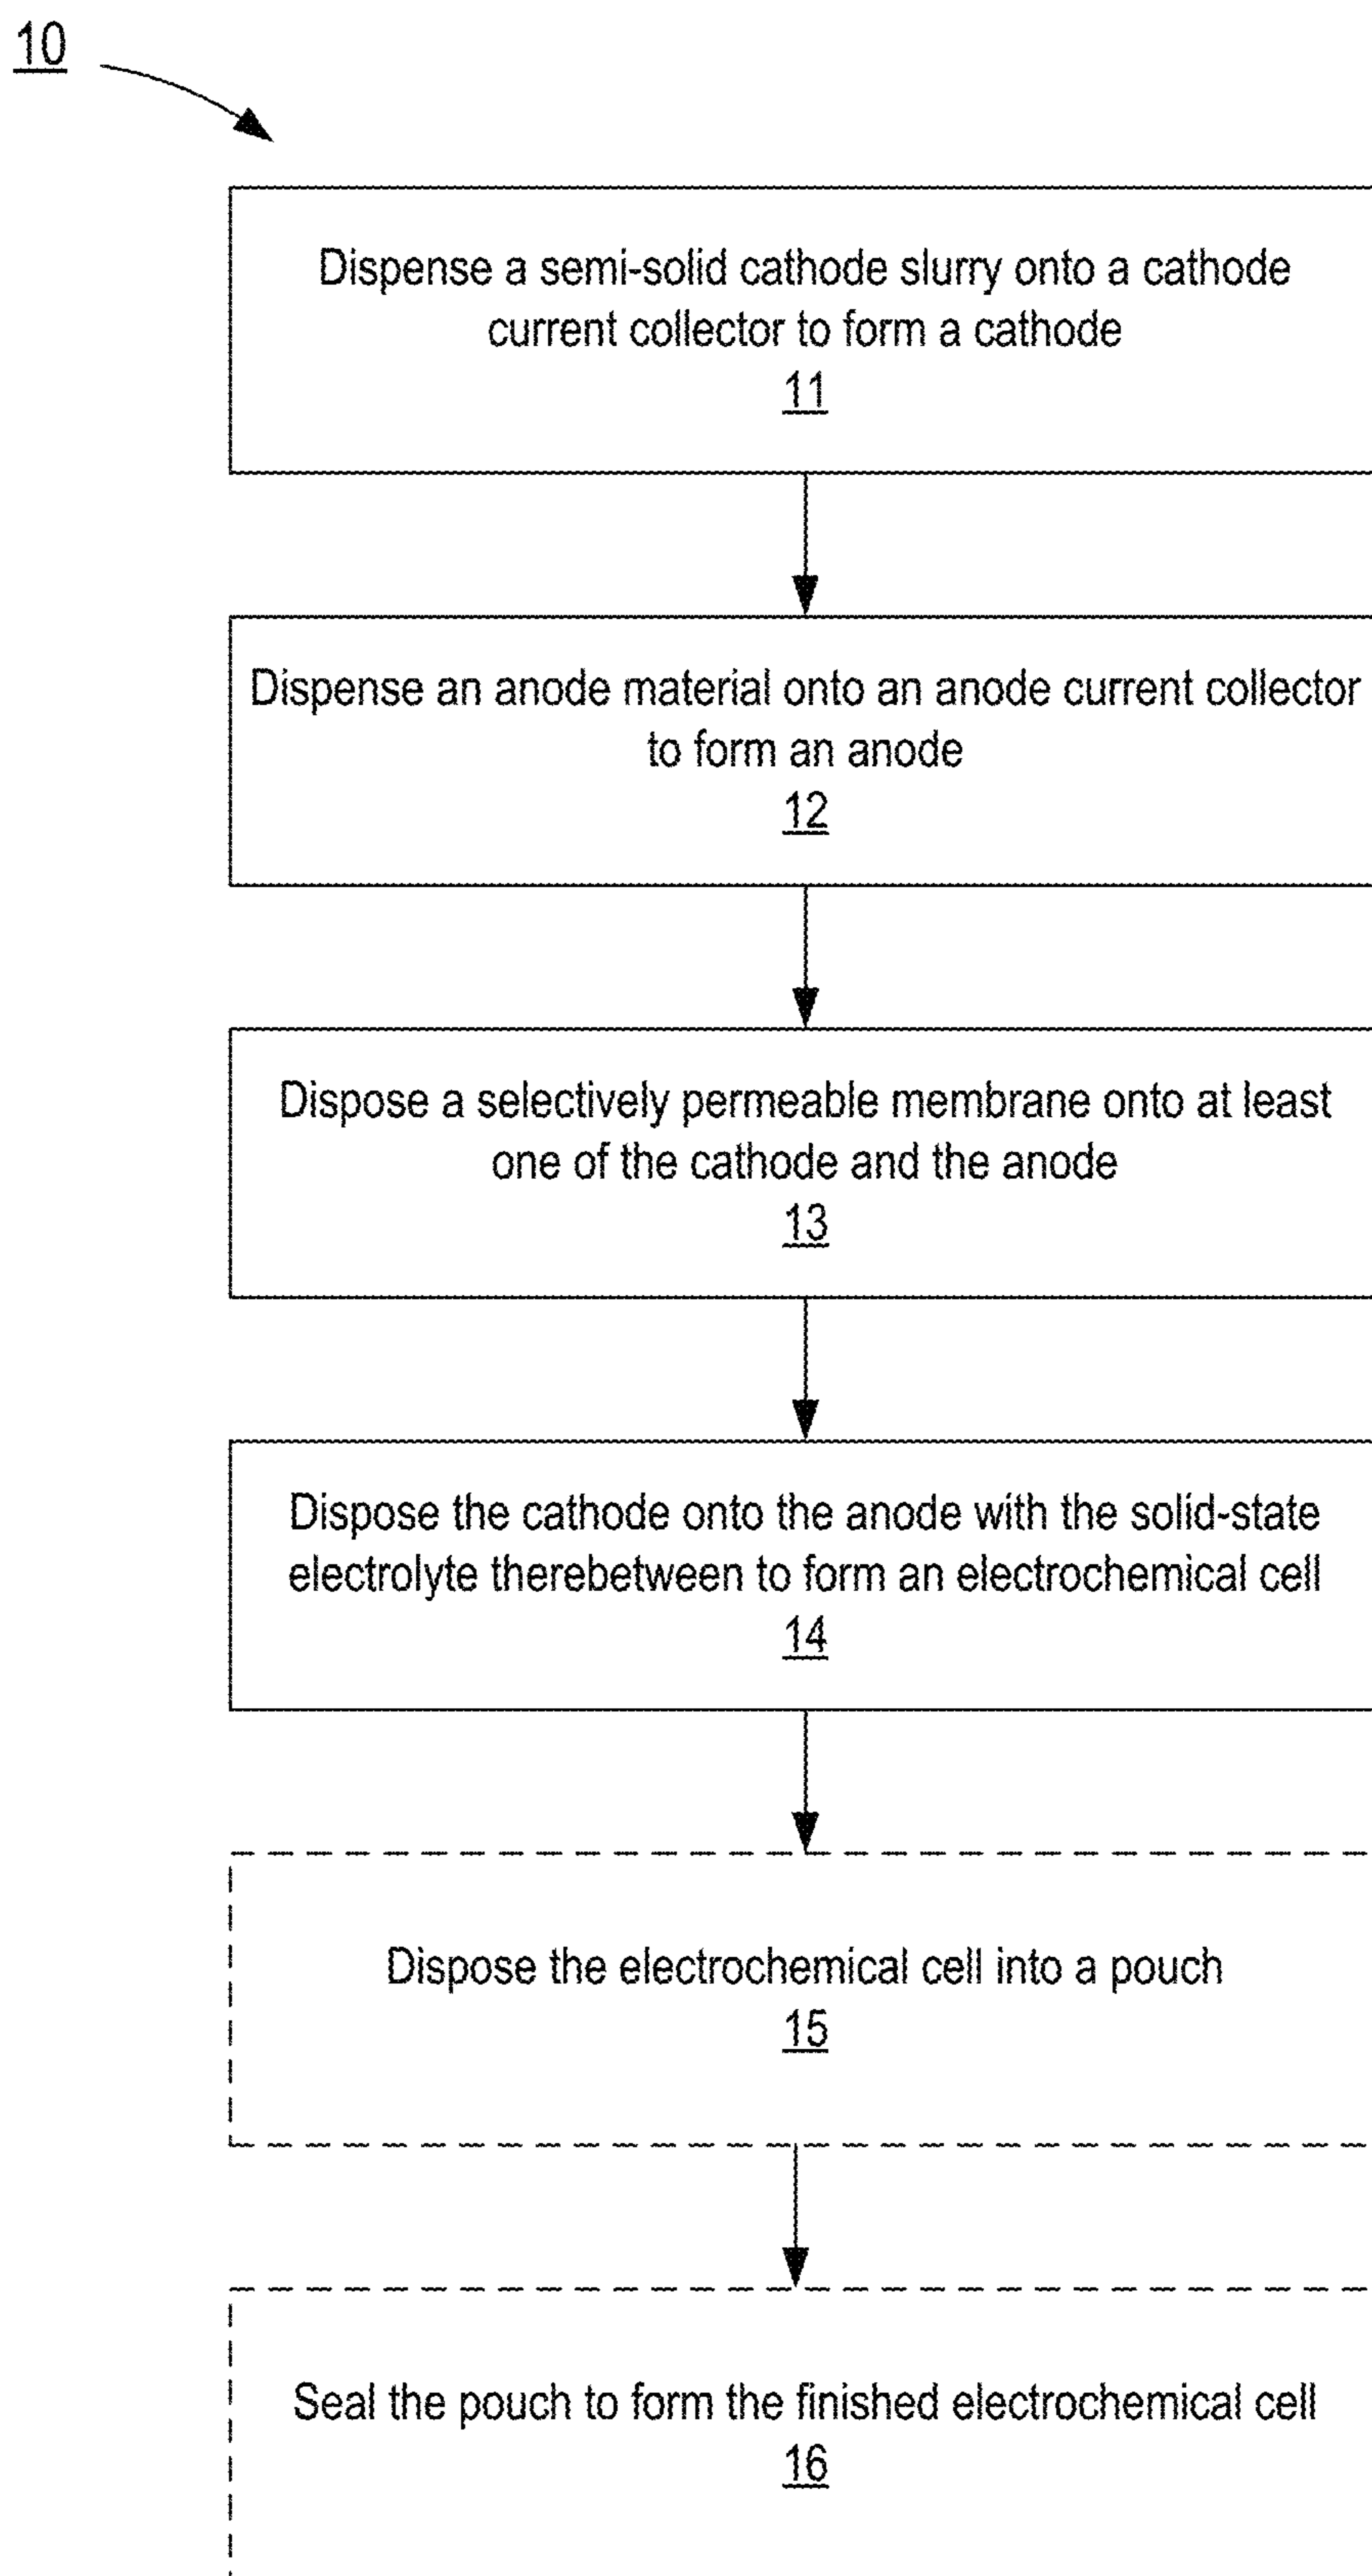 10
Dispense a semi-solid cathode slurry onto a cathode
current collector to form a cathode
11
Dispense an anode material onto an anode current collector
to form an anode
12
Dispose a selectively permeable membrane onto at least
one of the cathode and the anode
13
Dispose the cathode onto the anode with the solid-state
electrolyte therebetween to form an electrochemical cell
14
Dispose the electrochemical cell into a pouch
15
Seal the pouch to form the finished electrochemical cell
16